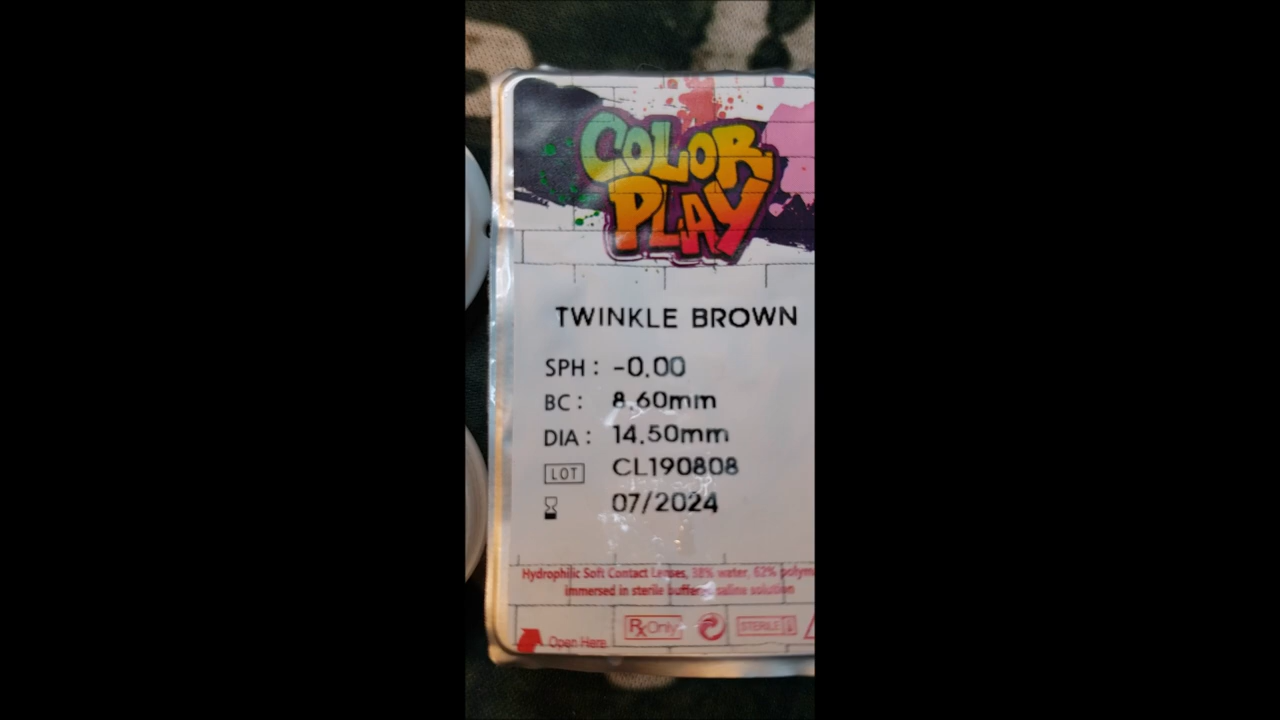 COLOR
PLAY
TWINKLE BROWN
SPH : -0.00
BC : 8.60mm
DIA : 14.50mm
LOT CL190808
07/2024
Hydrophilic Soft Contact Lenses, 38% water, 62%
immersed in sterile buffered saline solution
Open Here
Rx Only
STERILE